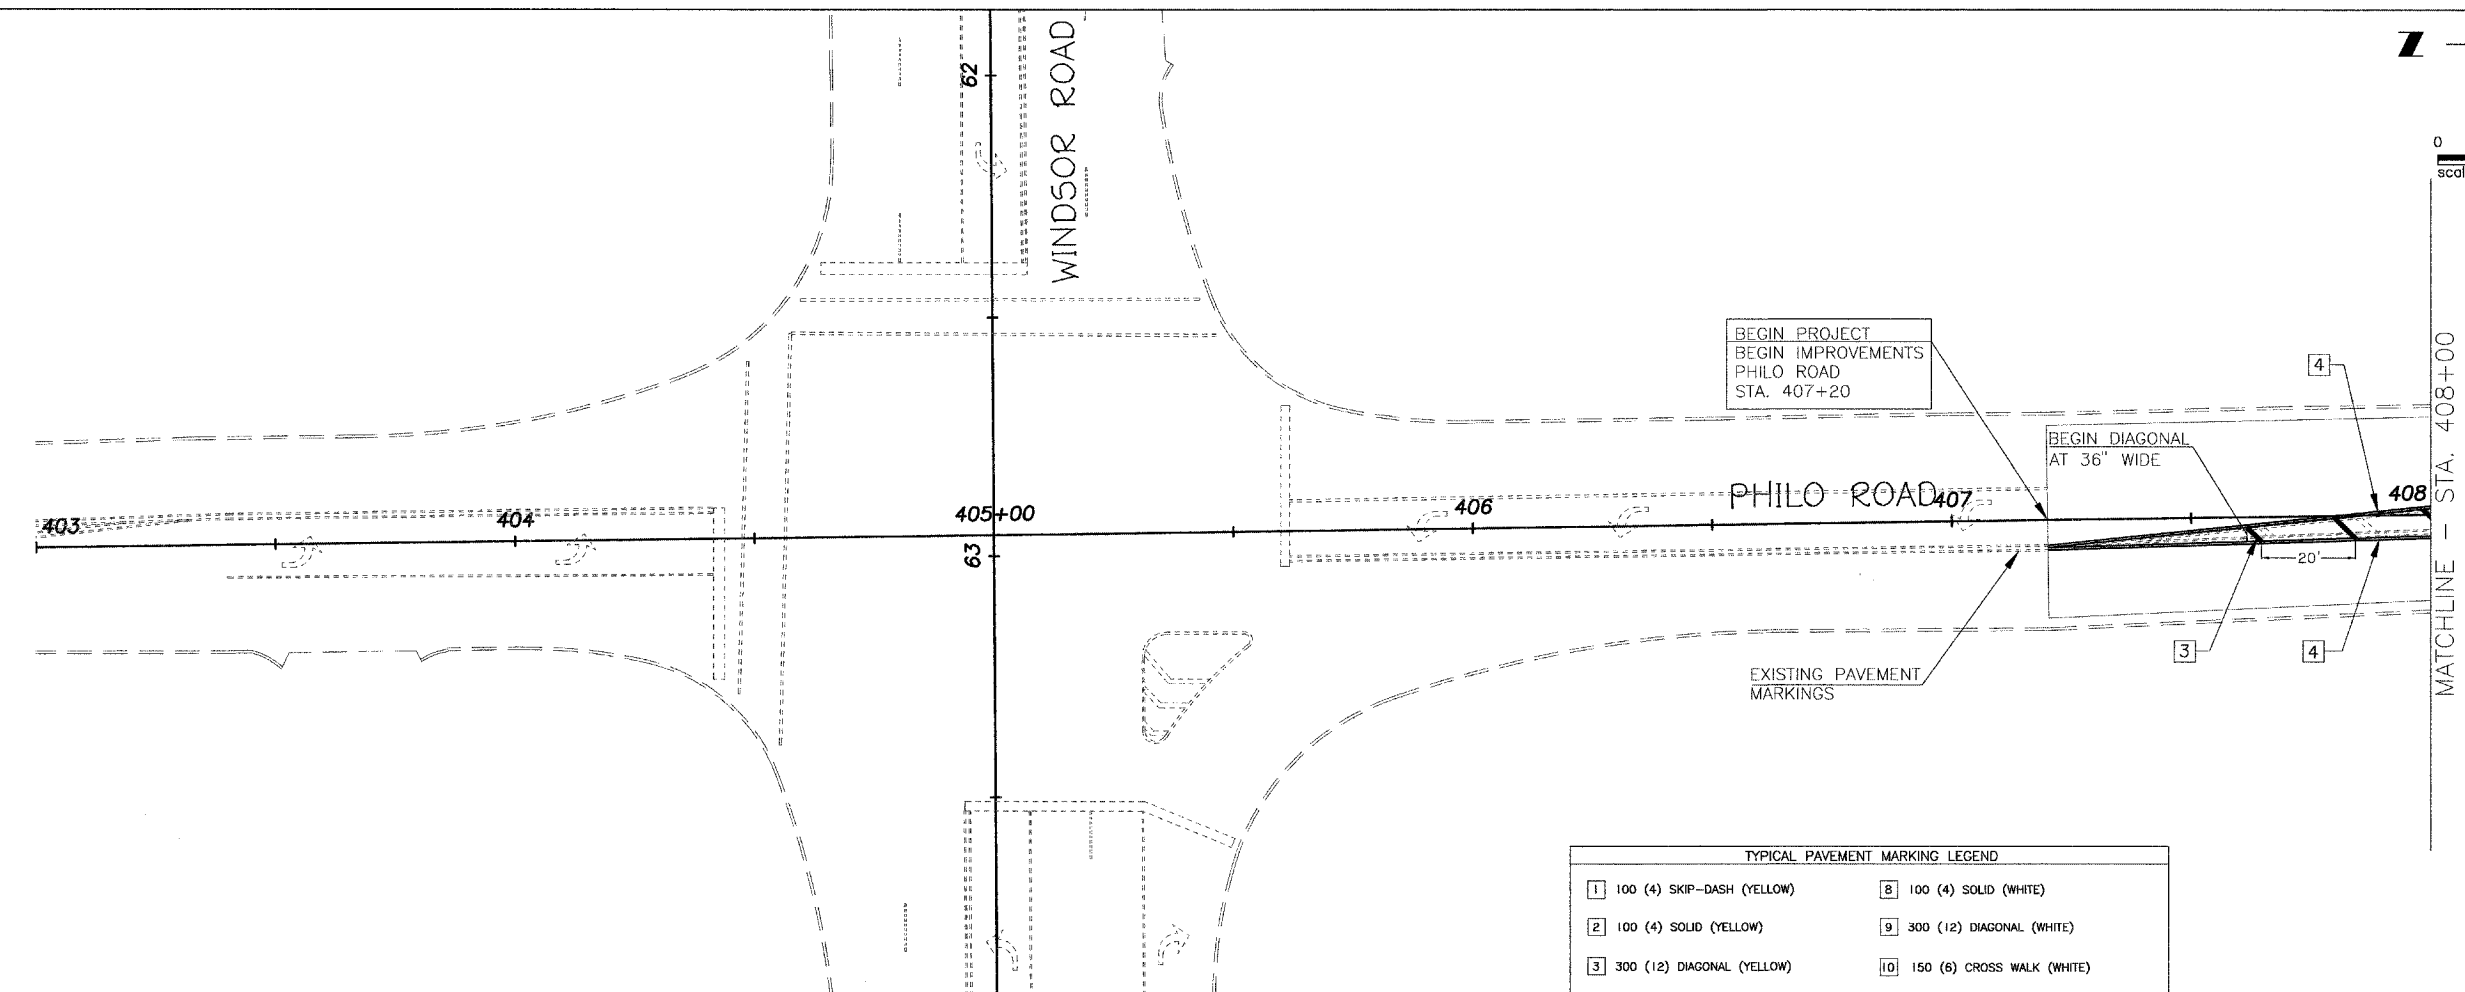 Z
0
scal
62
WINDSOR ROAD
BEGIN PROJECT
BEGIN IMPROVEMENTS
PHILO ROAD
STA. 407+20
4
BEGIN DIAGONAL
AT 36" WIDE
PHILO ROAD
403
404
405+00
406
407
408
63
20'
3
4
EXISTING PAVEMENT
MARKINGS
MATCHLINE - STA. 408+00
TYPICAL PAVEMENT MARKING LEGEND
1 100 (4) SKIP-DASH (YELLOW)
8 100 (4) SOLID (WHITE)
2 100 (4) SOLID (YELLOW)
9 300 (12) DIAGONAL (WHITE)
3 300 (12) DIAGONAL (YELLOW)
10 150 (6) CROSS WALK (WHITE)